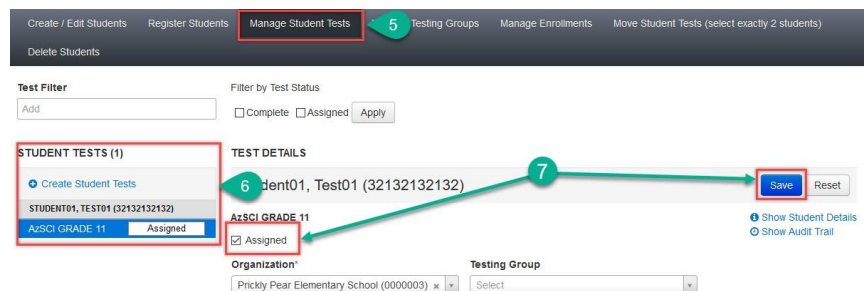 Create / Edit Students Register Students Manage Student Tests 5 Testing Groups Manage Enrollments Move Student Tests (select exactly 2 students)
Delete Students
Test Filter Filter by Test Status
Add Complete Assigned Apply
STUDENT TESTS (1) TEST DETAILS
7
Create Student Tests 6 dent01, Test01 (32132132132) Save Reset
STUDENT01, TEST01 (32132132132) AzSCI GRADE 11 Show Student Details
AzSCI GRADE 11 Assigned Assigned Show Audit Trail
Organization* Testing Group
Prickly Pear Elementary School (0000003) × Select